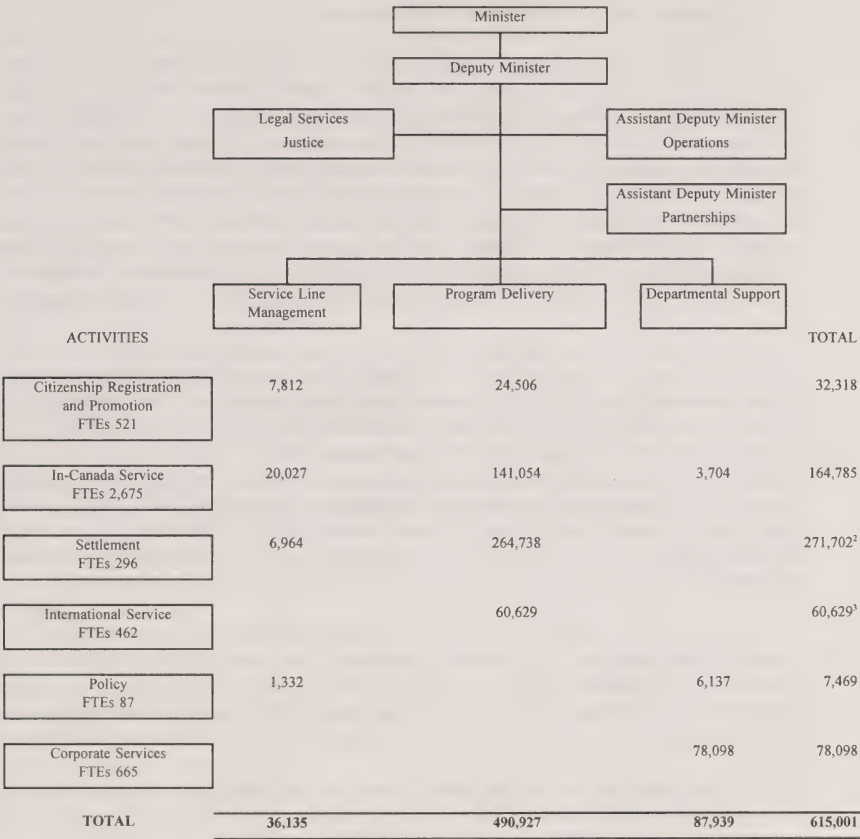 Minister
Deputy Minister
Legal Services
Justice
Assistant Deputy Minister
Operations
Assistant Deputy Minister
Partnerships
Service Line
Management
Program Delivery
Departmental Support
ACTIVITIES TOTAL
Citizenship Registration
and Promotion
FTEs 521
7,812 24,506 32,318
In-Canada Service
FTEs 2,675
20,027 141,054 3,704 164,785
Settlement
FTEs 296
6,964 264,738 271,702²
International Service
FTEs 462
60,629 60,629³
Policy
FTEs 87
1,332 6,137 7,469
Corporate Services
FTEs 665
78,098 78,098
TOTAL 36,135 490,927 87,939 615,001